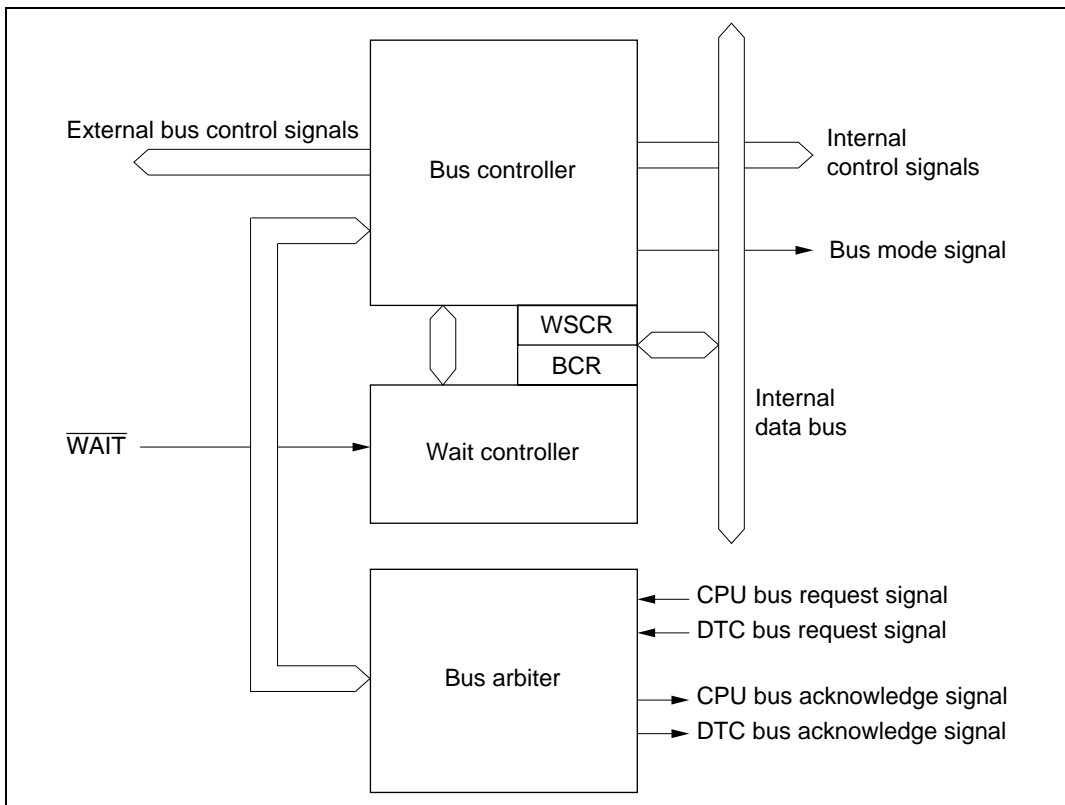 External bus control signals
Bus controller
Internal
control signals
Bus mode signal
WSCR
BCR
Internal
data bus
WAIT
Wait controller
CPU bus request signal
DTC bus request signal
Bus arbiter
CPU bus acknowledge signal
DTC bus acknowledge signal